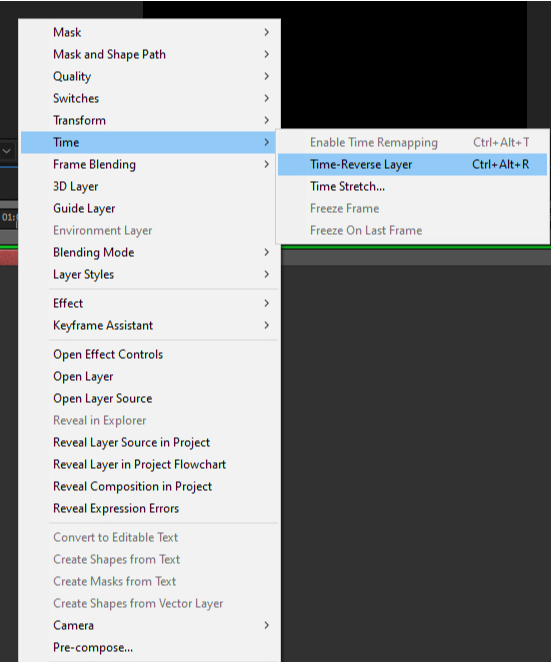 Mask
Mask and Shape Path
Quality
Switches
Transform
Time
Enable Time Remapping Ctrl+Alt+T
Time-Reverse Layer Ctrl+Alt+R
Time Stretch...
Freeze Frame
Freeze On Last Frame
Frame Blending
3D Layer
Guide Layer
Environment Layer
Blending Mode
Layer Styles
Effect
Keyframe Assistant
Open Effect Controls
Open Layer
Open Layer Source
Reveal in Explorer
Reveal Layer Source in Project
Reveal Layer in Project Flowchart
Reveal Composition in Project
Reveal Expression Errors
Convert to Editable Text
Create Shapes from Text
Create Masks from Text
Create Shapes from Vector Layer
Camera
Pre-compose...